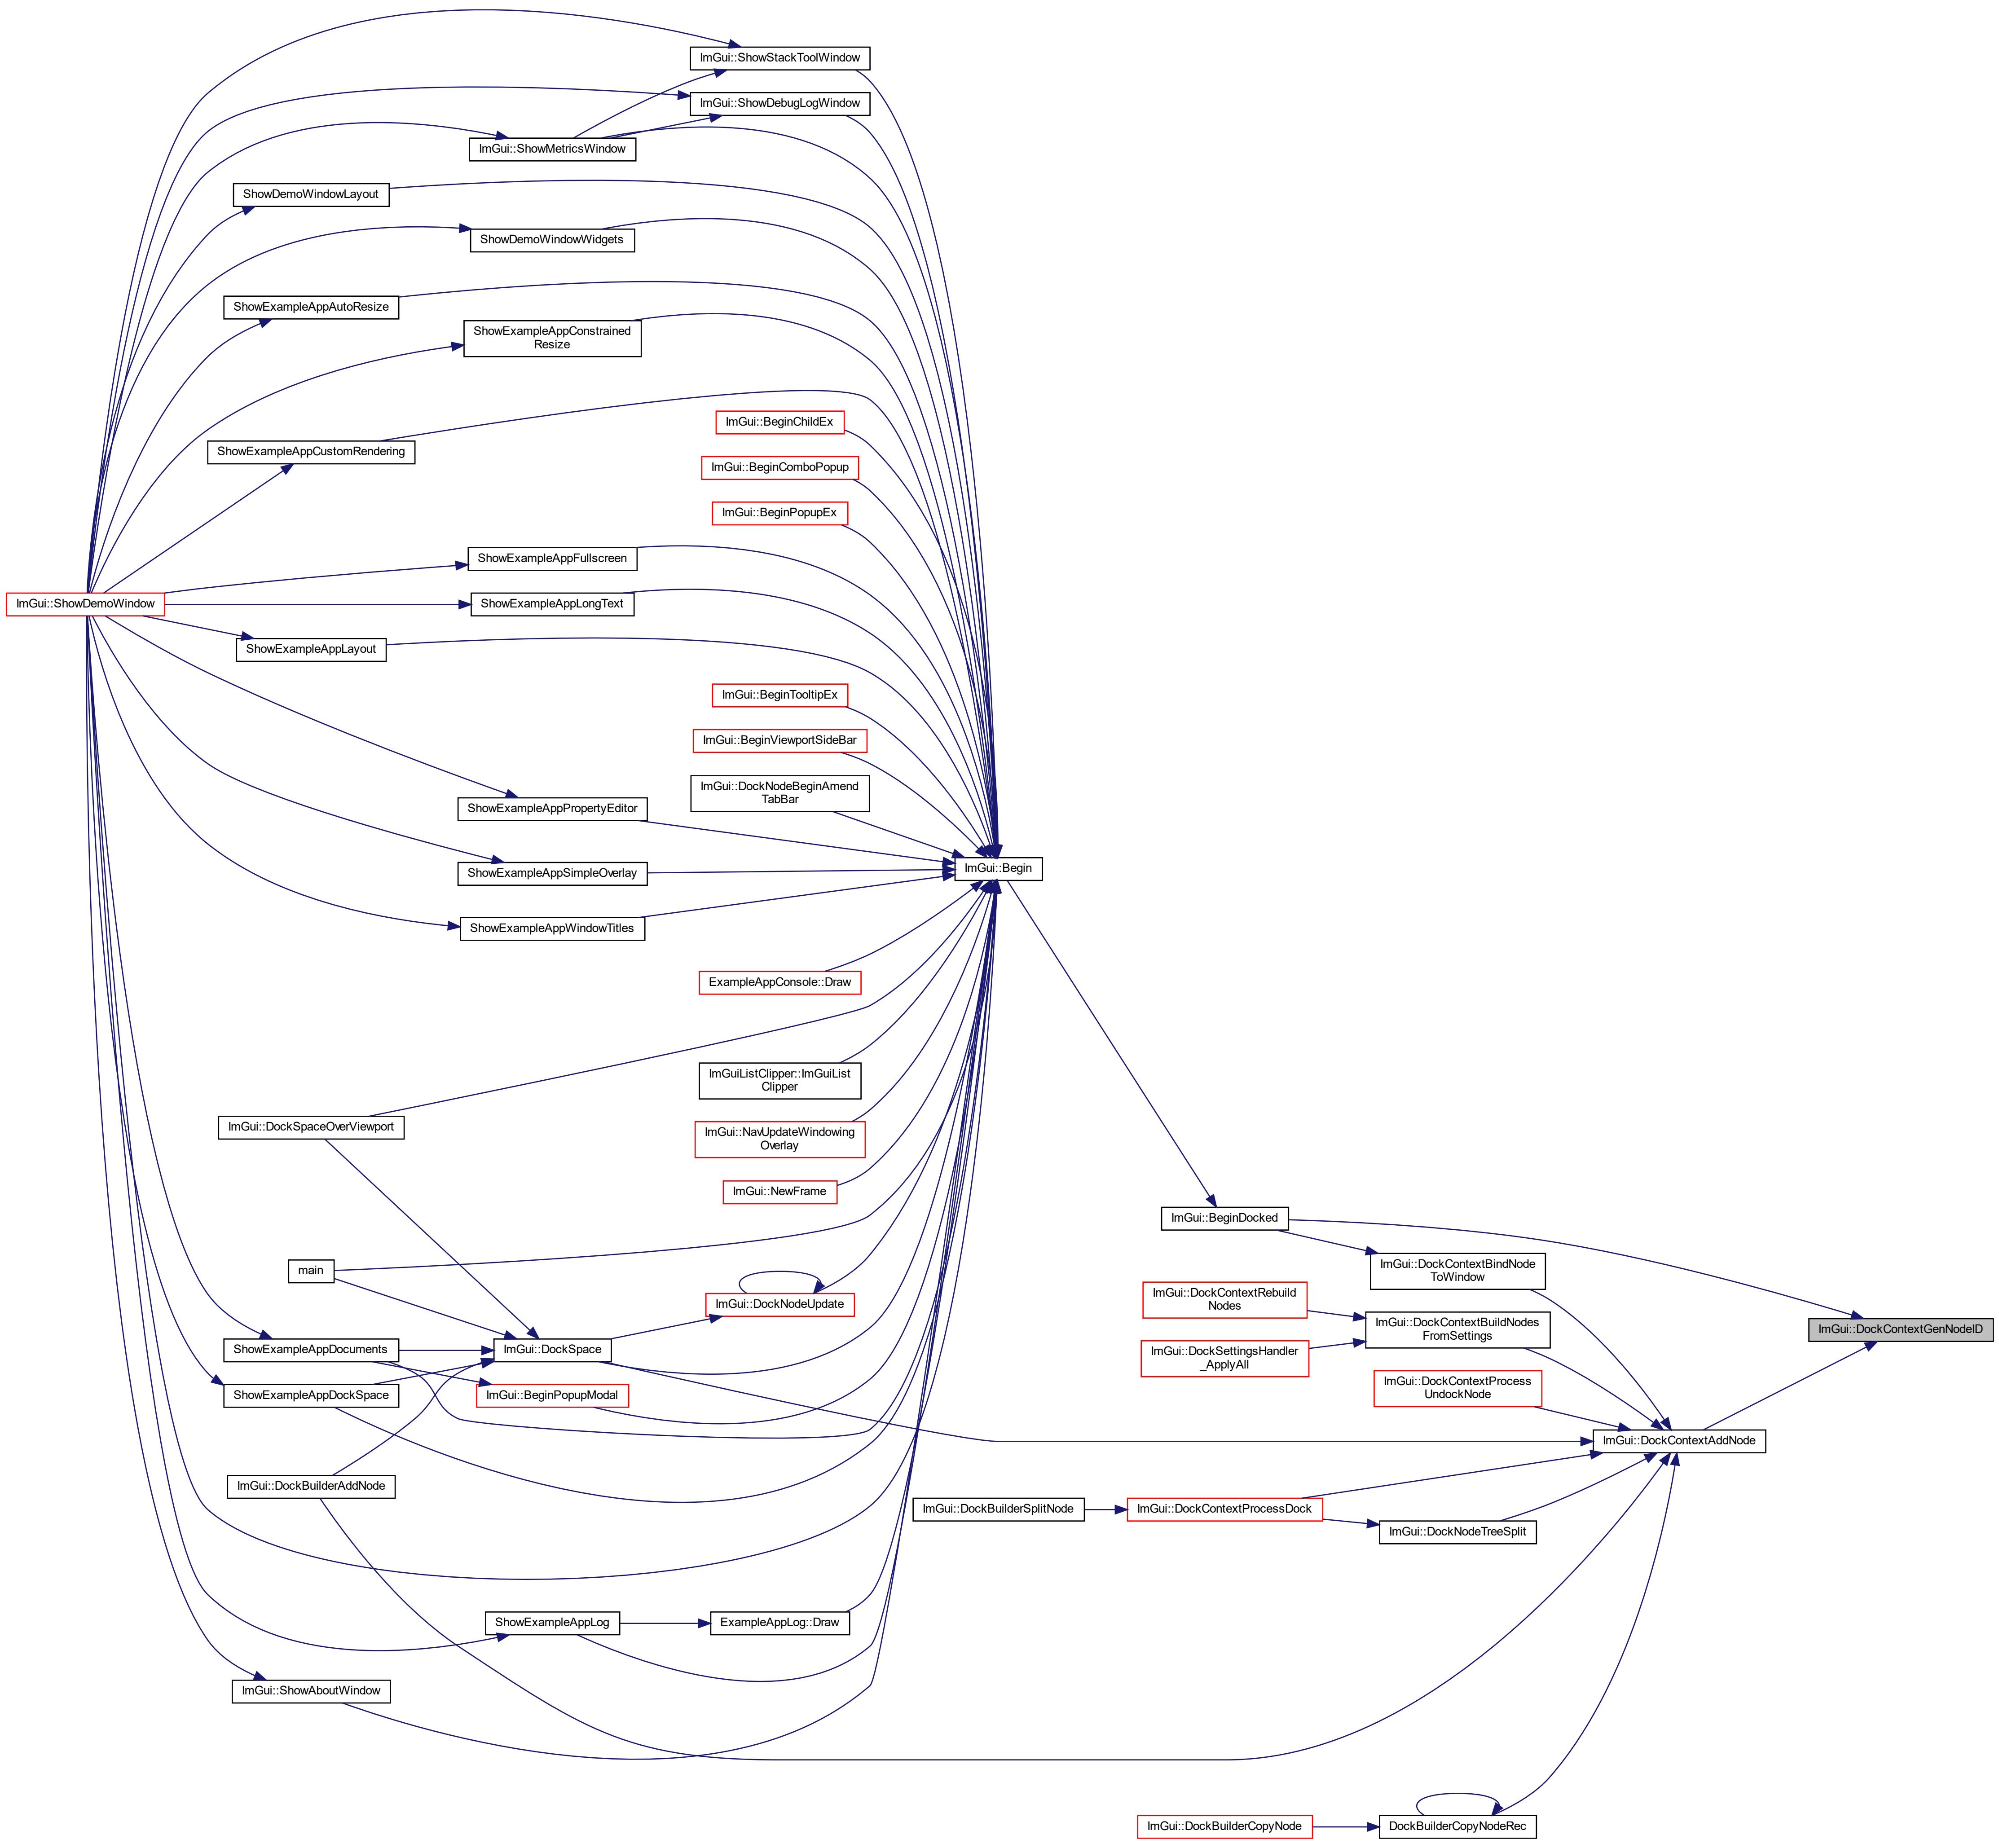 ImGui::ShowStackToolWindow
ImGui::ShowDebugLogWindow
ImGui::ShowMetricsWindow
ShowDemoWindowLayout
ShowDemoWindowWidgets
ShowExampleAppAutoResize
ShowExampleAppConstrained
Resize
ImGui::BeginChildEx
ShowExampleAppCustomRendering
ImGui::BeginComboPopup
ImGui::BeginPopupEx
ShowExampleAppFullscreen
ImGui::ShowDemoWindow
ShowExampleAppLongText
ShowExampleAppLayout
ImGui::BeginTooltipEx
ImGui::BeginViewportSideBar
ImGui::DockNodeBeginAmend
TabBar
ShowExampleAppPropertyEditor
ImGui::Begin
ShowExampleAppSimpleOverlay
ShowExampleAppWindowTitles
ExampleAppConsole::Draw
ImGuiListClipper::ImGuiList
Clipper
ImGui::DockSpaceOverViewport
ImGui::NavUpdateWindowing
Overlay
ImGui::NewFrame
ImGui::BeginDocked
main
ImGui::DockContextBindNode
ToWindow
ImGui::DockNodeUpdate
ImGui::DockContextRebuild
Nodes
ImGui::DockContextBuildNodes
FromSettings
ImGui::DockContextGenNodeID
ShowExampleAppDocuments
ImGui::DockSpace
ImGui::DockSettingsHandler
_ApplyAll
ShowExampleAppDockSpace
ImGui::BeginPopupModal
ImGui::DockContextProcess
UndockNode
ImGui::DockContextAddNode
ImGui::DockBuilderAddNode
ImGui::DockBuilderSplitNode
ImGui::DockContextProcessDock
ImGui::DockNodeTreeSplit
ShowExampleAppLog
ExampleAppLog::Draw
ImGui::ShowAboutWindow
ImGui::DockBuilderCopyNode
DockBuilderCopyNodeRec